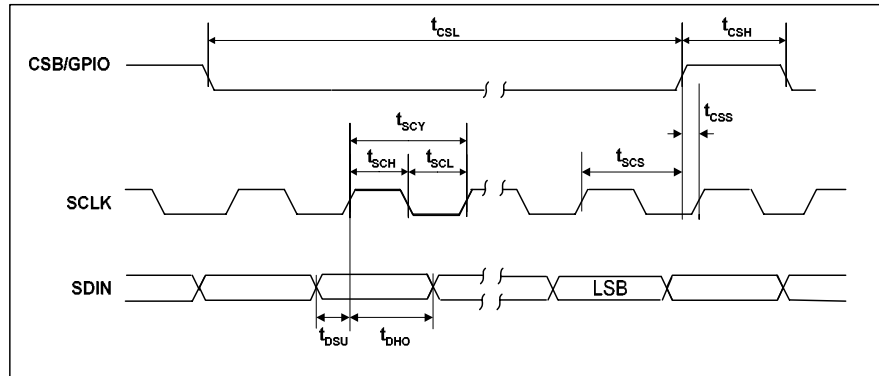 tCSL
tCSH
CSB/GPIO
tCSS
tSCY
tSCH
tSCL
tSCS
SCLK
SDIN
LSB
tDSU
tDHO